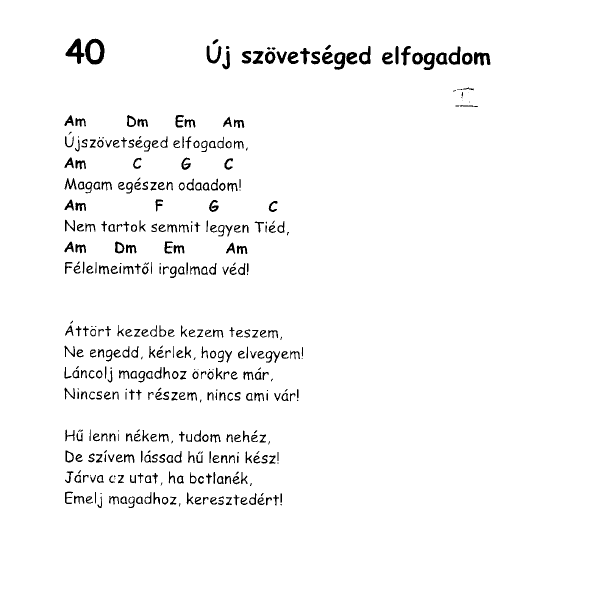 40 Új szövetséged elfogadom
II
Am Dm Em Am
Újszövetséged elfogadom,
Am C G C
Magam egészen odaadom!
Am F G C
Nem tartok semmit legyen Tiéd,
Am Dm Em Am
Félelmeimtől irgalmad véd!
Áttört kezedbe kezem teszem,
Ne engedd, kérlek, hogy elvegyem!
Láncolj magadhoz örökre már,
Nincsen itt részem, nincs ami vár!
Hű lenni nékem, tudom nehéz,
De szívem lássad hű lenni kész!
Járva az utat, ha botlanék,
Emelj magadhoz, keresztedért!